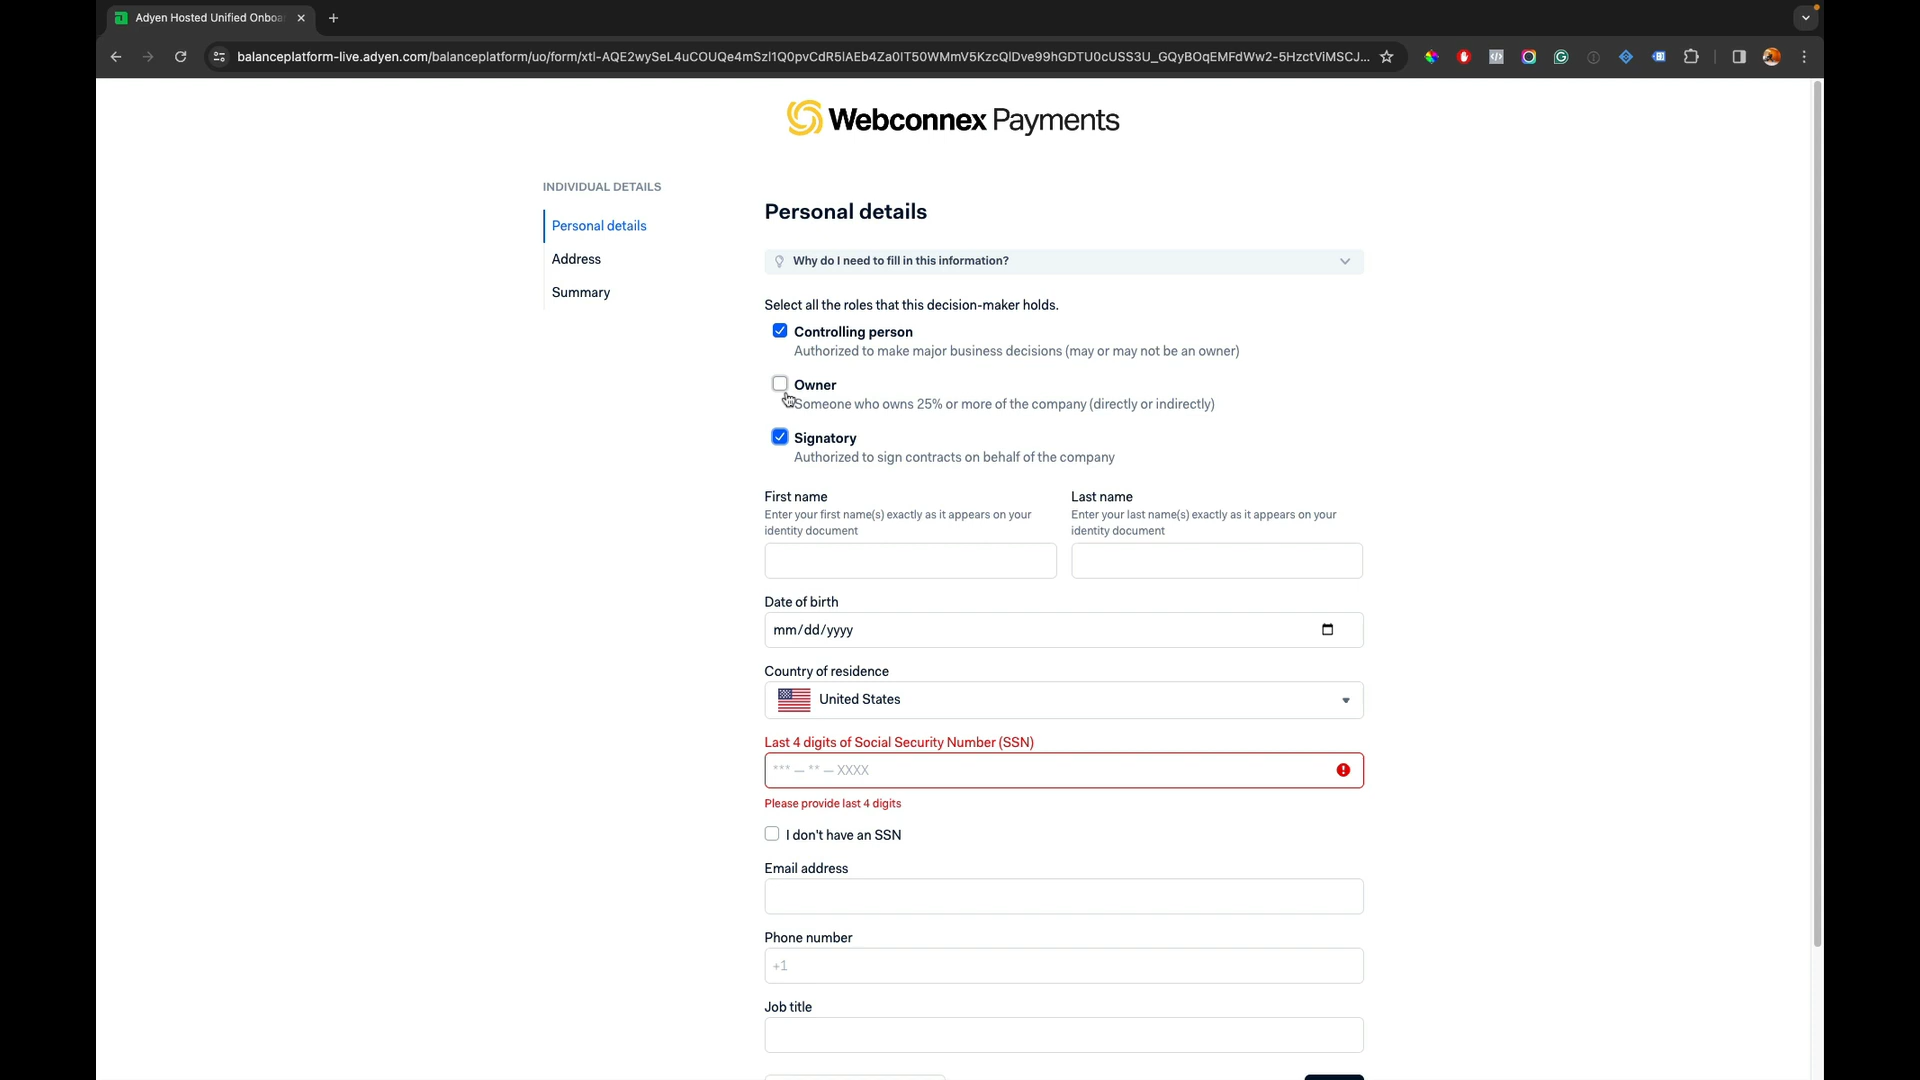 Adyen Hosted Unified Onboa
balanceplatform-live.adyen.com/balanceplatform/uo/form/xtl-AQE2wySeL4uCOUQe4mSzl1Q0pvCdR5lAEb4Za0IT50WMmV5KzcQlDve99hGDTU0cUSS3U_GQyBOqEMFdWw2-5HzctViMSCJ...
Webconnex Payments
INDIVIDUAL DETAILS
Personal details
Address
Summary
Personal details
Why do I need to fill in this information?
Select all the roles that this decision-maker holds.
Controlling person
Authorized to make major business decisions (may or may not be an owner)
Owner
Someone who owns 25% or more of the company (directly or indirectly)
Signatory
Authorized to sign contracts on behalf of the company
First name
Enter your first name(s) exactly as it appears on your
identity document
Last name
Enter your last name(s) exactly as it appears on your
identity document
Date of birth
mm/dd/yyyy
Country of residence
United States
Last 4 digits of Social Security Number (SSN)
*** – ** – XXXX
Please provide last 4 digits
I don't have an SSN
Email address
Phone number
+1
Job title